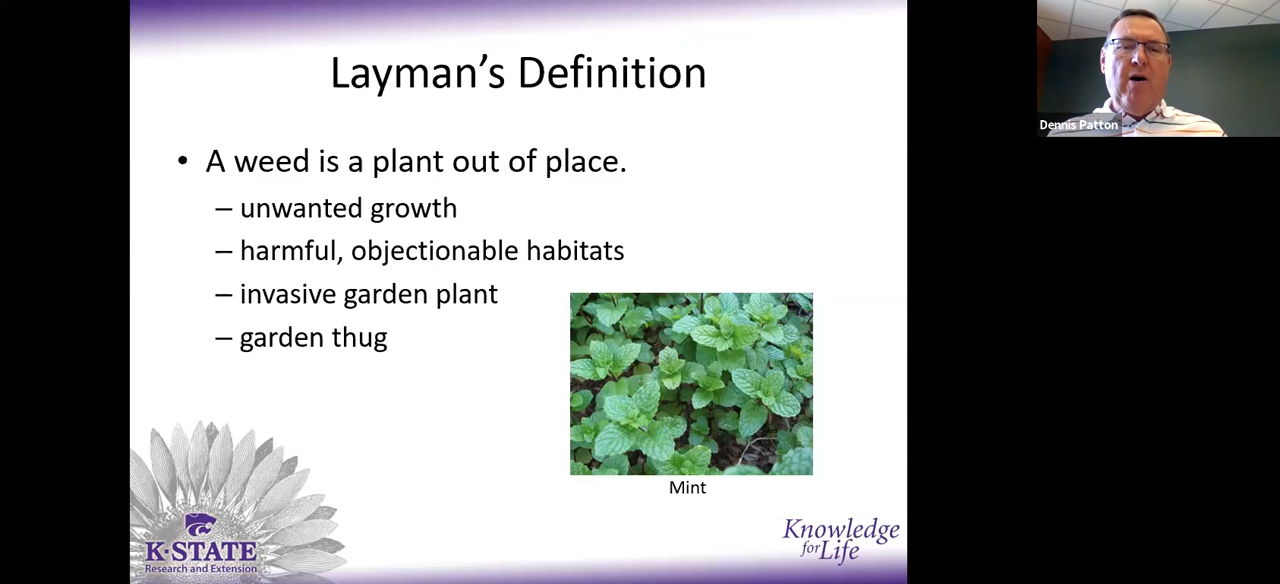 Layman's Definition
• A weed is a plant out of place.
– unwanted growth
– harmful, objectionable habitats
– invasive garden plant
– garden thug
Mint
K-STATE
Research and Extension
Knowledge
for Life
Dennis Patton